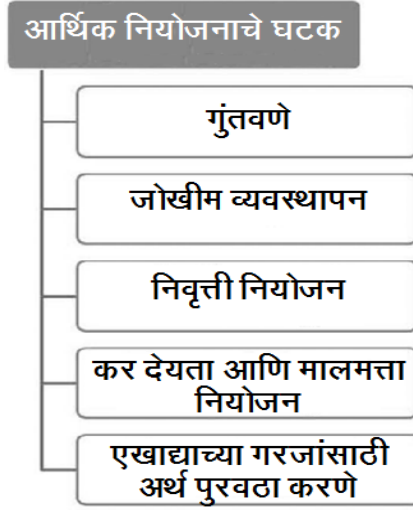 आर्थिक नियोजनाचे घटक
गुंतवणे
जोखीम व्यवस्थापन
निवृत्ती नियोजन
कर देयता आणि मालमत्ता
नियोजन
एखाद्याच्या गरजांसाठी
अर्थ पुरवठा करणे